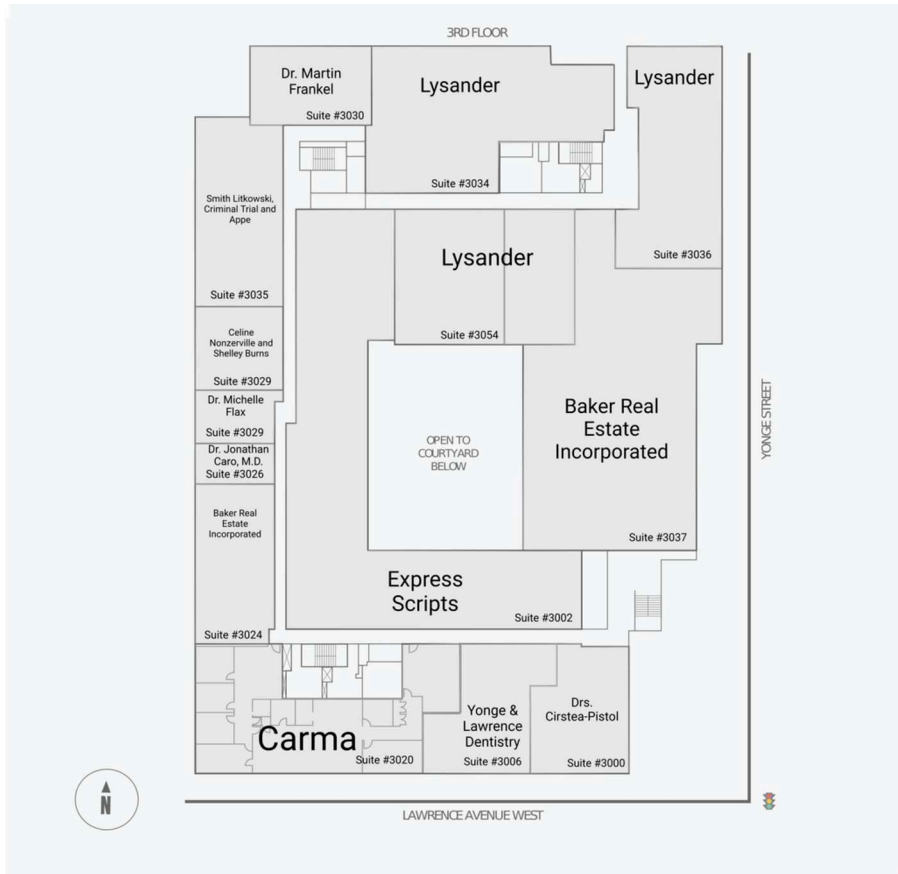 3RD FLOOR
Dr. Martin
Frankel
Suite #3030
Lysander
Suite #3034
Lysander
Suite #3036
Smith Litkowski,
Criminal Trial and
Appe
Suite #3035
Lysander
Suite #3054
Celine
Nonzerville and
Shelley Burns
Suite #3029
Dr. Michelle
Flax
Suite #3029
Dr. Jonathan
Caro, M.D.
Suite #3026
Baker Real
Estate
Incorporated
Suite #3024
OPEN TO
COURTYARD
BELOW
Baker Real
Estate
Incorporated
Suite #3037
YONGE STREET
Express
Scripts
Suite #3002
Carma
Suite #3020
Yonge &
Lawrence
Dentistry
Suite #3006
Drs.
Cirstea-Pistol
Suite #3000
N
LAWRENCE AVENUE WEST